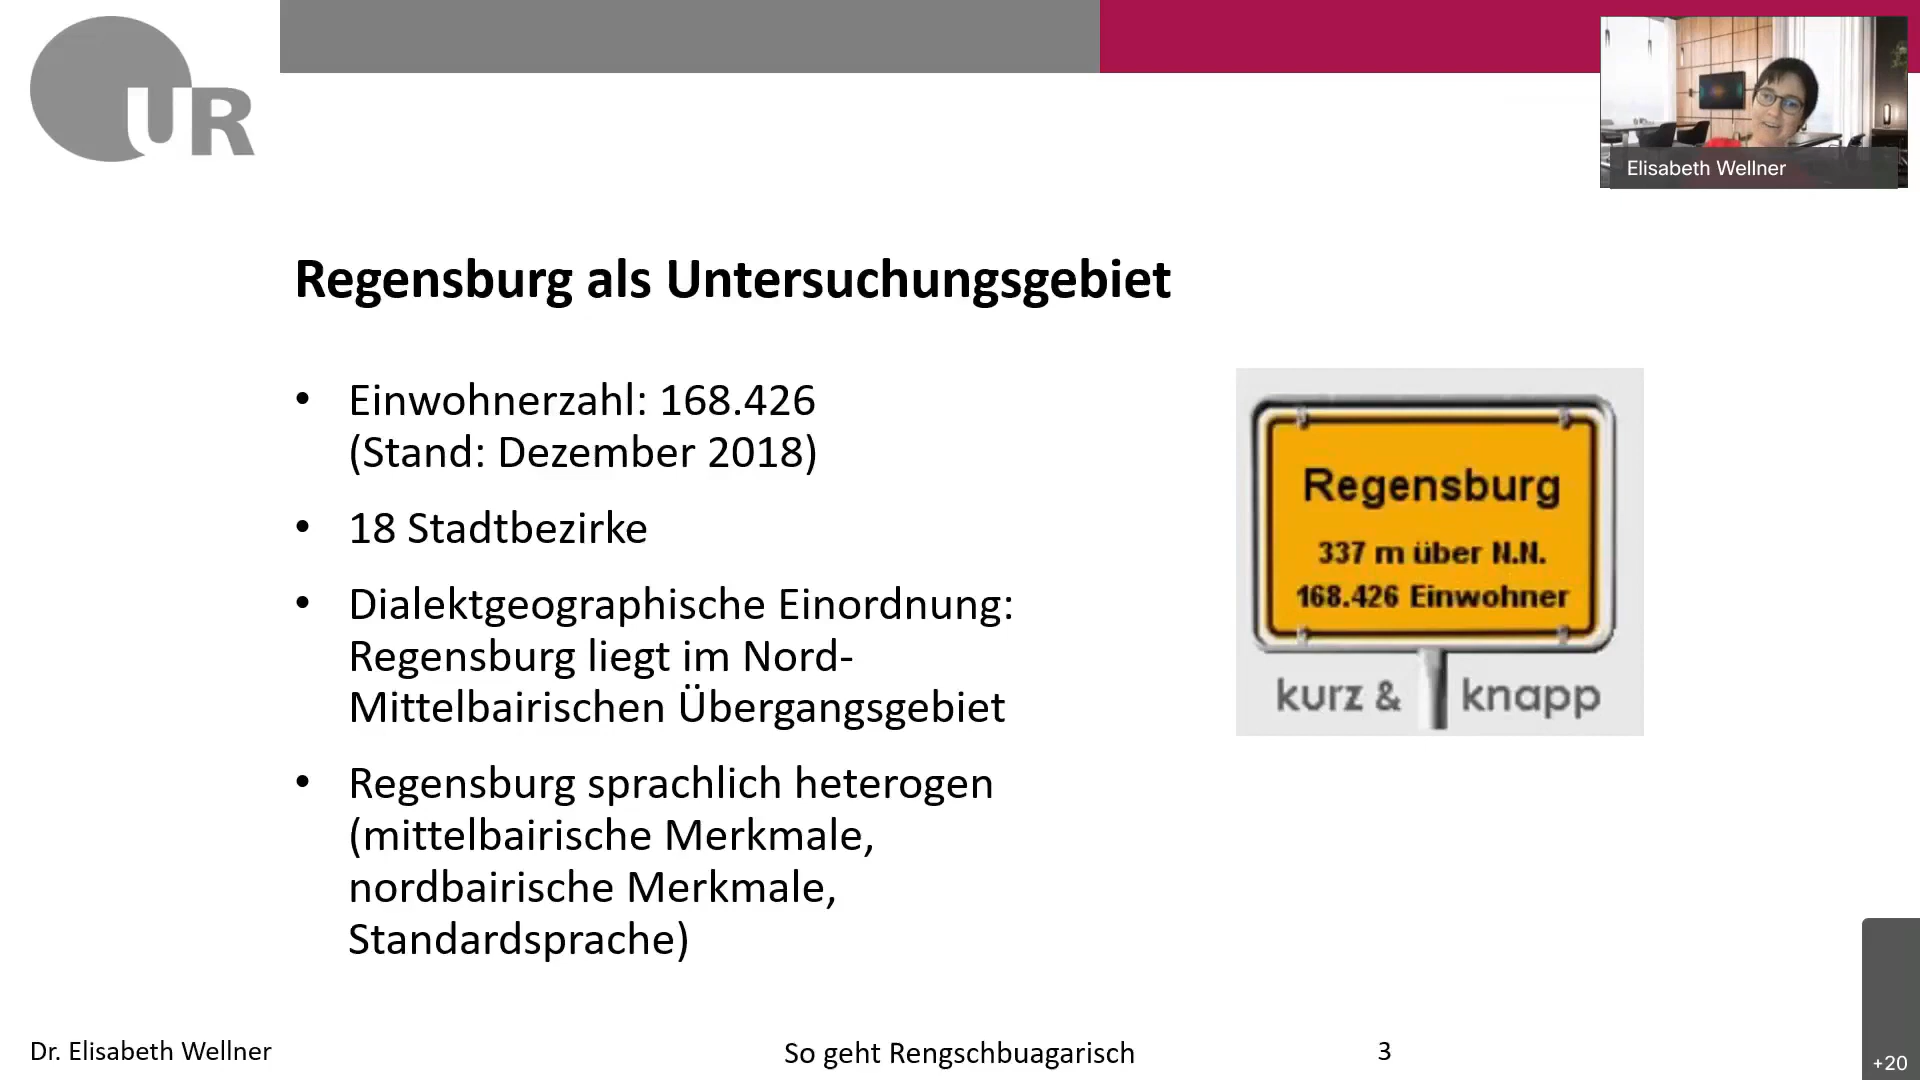 UR
Elisabeth Wellner
Regensburg als Untersuchungsgebiet
• Einwohnerzahl: 168.426
(Stand: Dezember 2018)
• 18 Stadtbezirke
• Dialektgeographische Einordnung:
Regensburg liegt im Nord-
Mittelbairischen Übergangsgebiet
• Regensburg sprachlich heterogen
(mittelbairische Merkmale,
nordbairische Merkmale,
Standardsprache)
Regensburg
337 m über N.N.
168.426 Einwohner
kurz & knapp
Dr. Elisabeth Wellner
So geht Rengschbuagarisch
3
+20